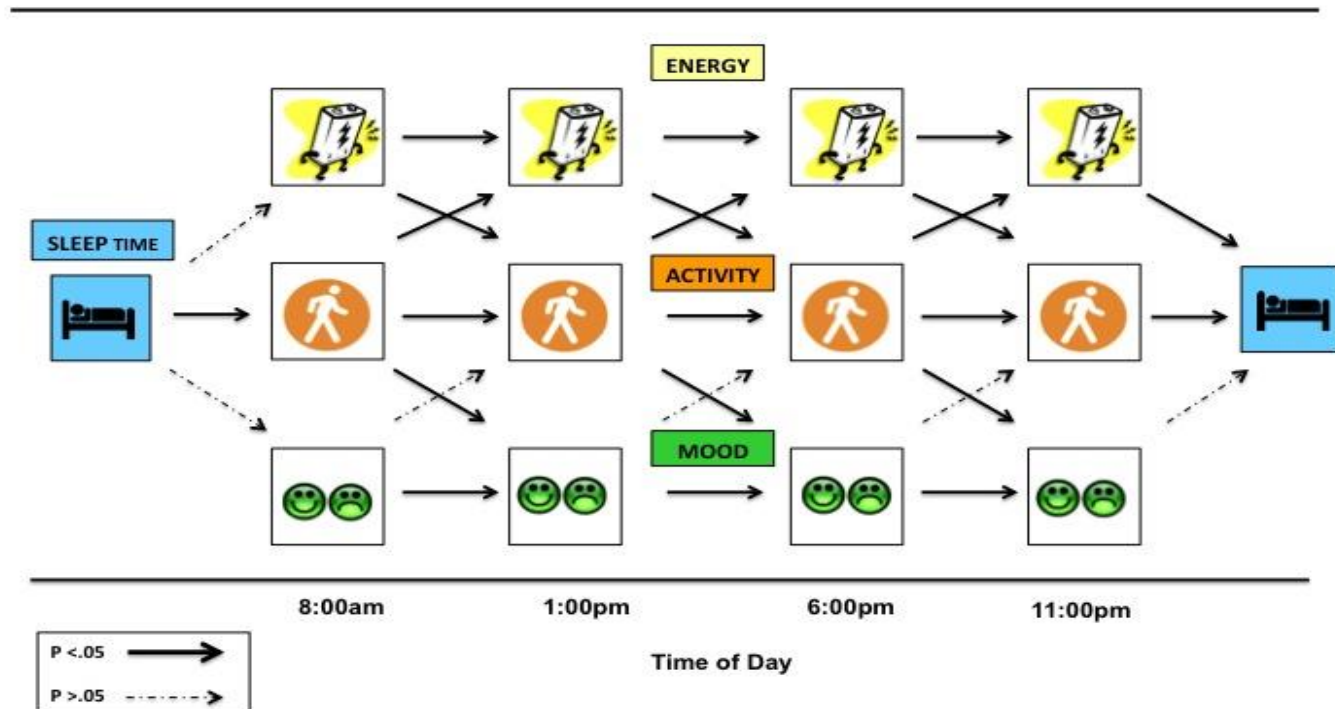 ENERGY
SLEEP TIME
ACTIVITY
MOOD
8:00am 1:00pm 6:00pm 11:00pm
P <.05
Time of Day
P >.05